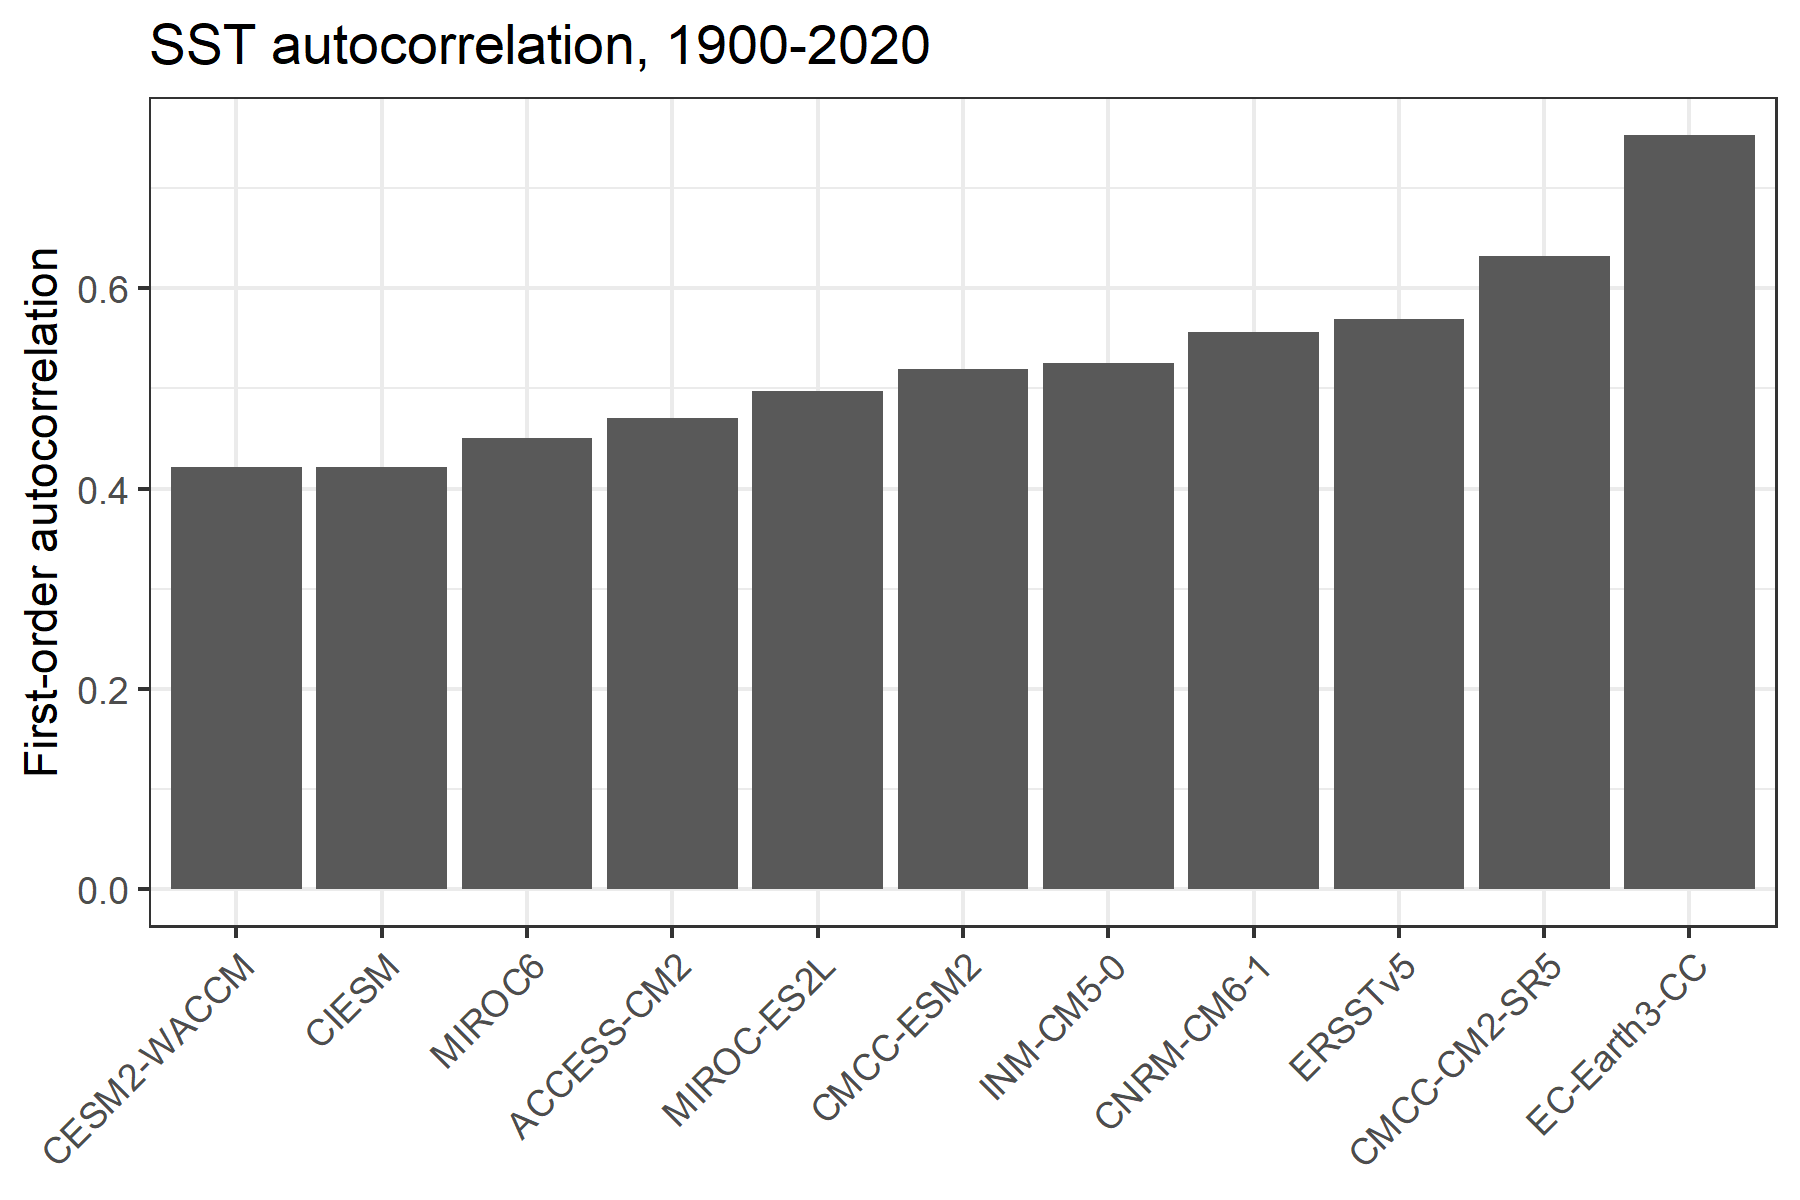 SST autocorrelation, 1900-2020
First-order autocorrelation
0.6
0.4
0.2
0.0
CESM2-WACCM
CIESM
MIROC6
ACCESS-CM2
MIROC-ES2L
CMCC-ESM2
INM-CM5-0
CNRM-CM6-1
ERSSTv5
CMCC-CM2-SR5
EC-Earth3-CC